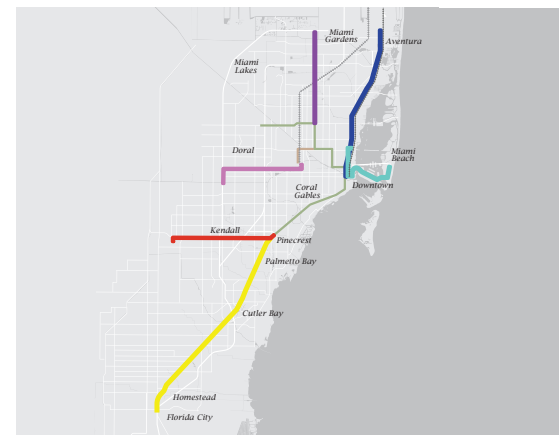 Miami
Gardens
Aventura
Miami
Lakes
Doral
Miami
Beach
Coral
Gables
Downtown
Kendall
Pinecrest
Palmetto Bay
Cutler Bay
Homestead
Florida City